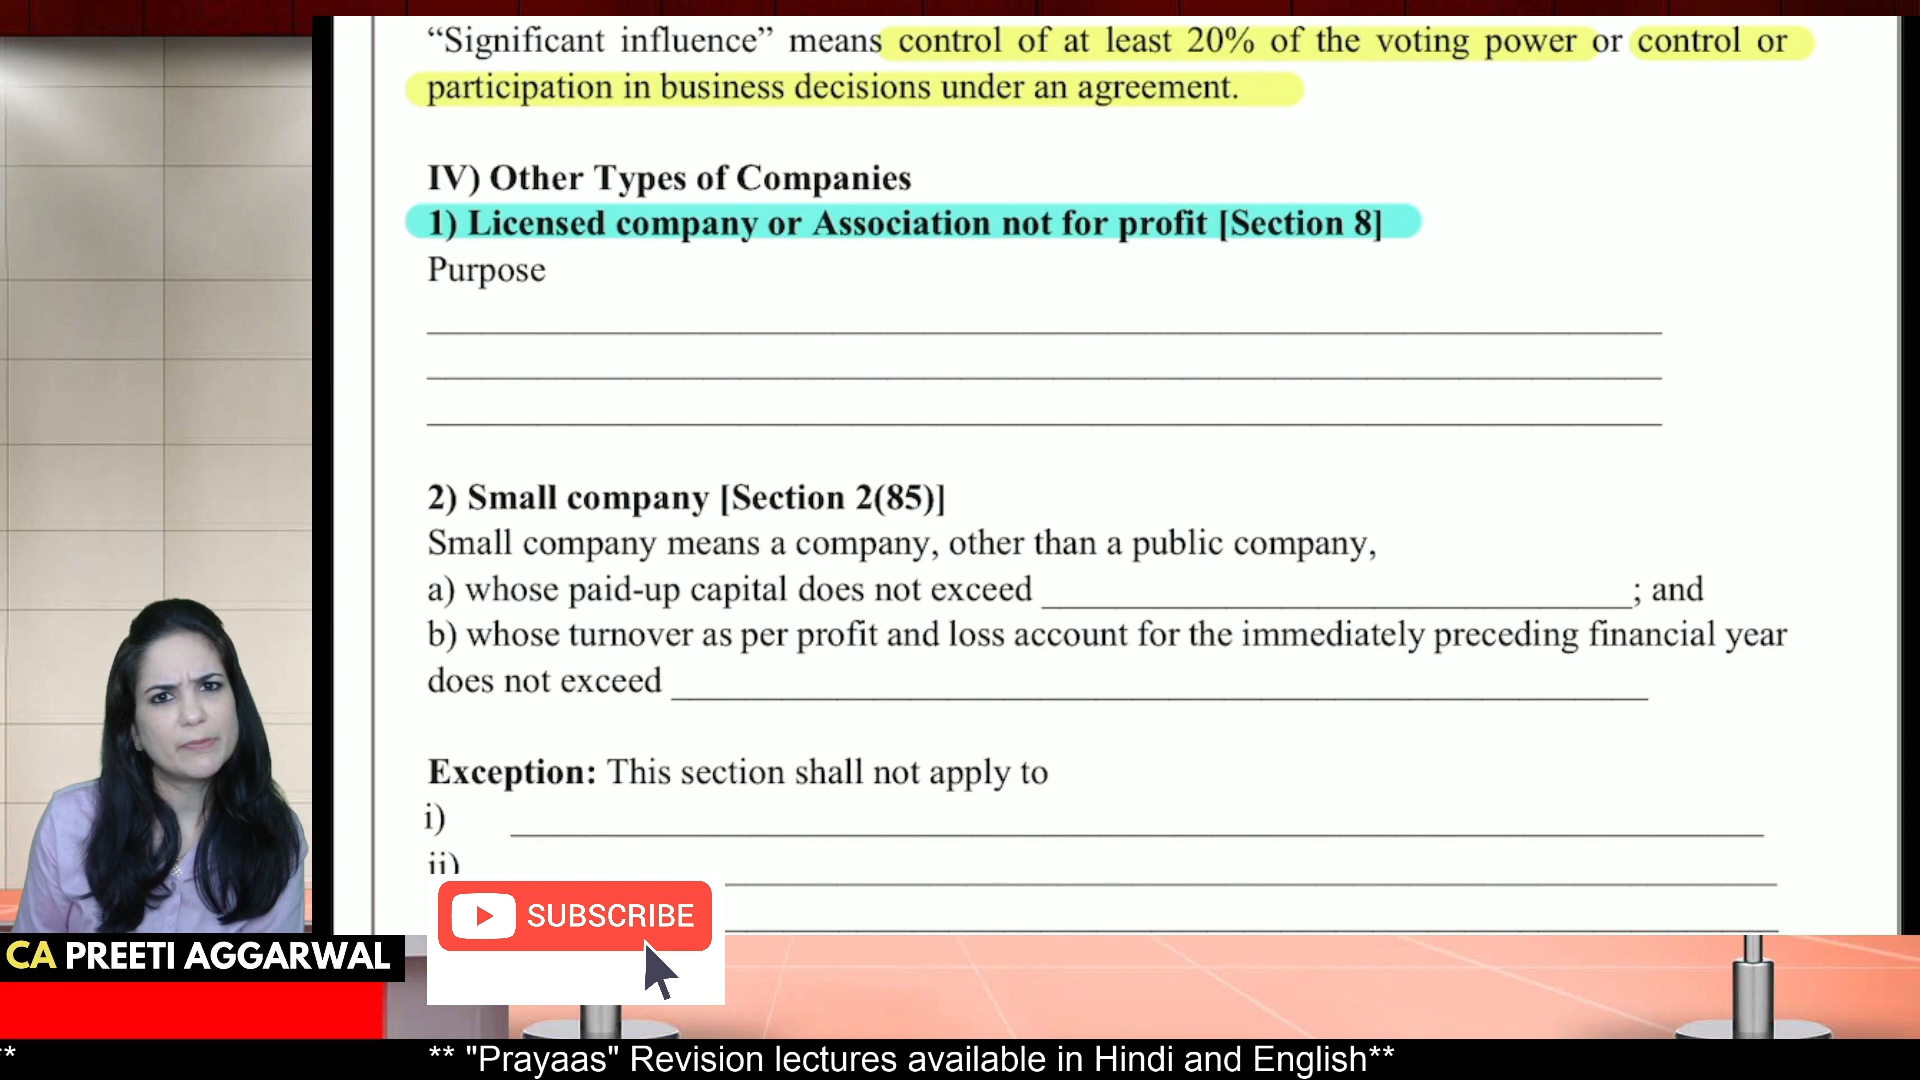 “Significant influence” means control of at least 20% of the voting power or control or
participation in business decisions under an agreement.
IV) Other Types of Companies
1) Licensed company or Association not for profit [Section 8]
Purpose
2) Small company [Section 2(85)]
Small company means a company, other than a public company,
a) whose paid-up capital does not exceed ; and
b) whose turnover as per profit and loss account for the immediately preceding financial year
does not exceed
Exception: This section shall not apply to
i)
ii)
SUBSCRIBE
CA PREETI AGGARWAL
** ** "Prayaas" Revision lectures available in Hindi and English**